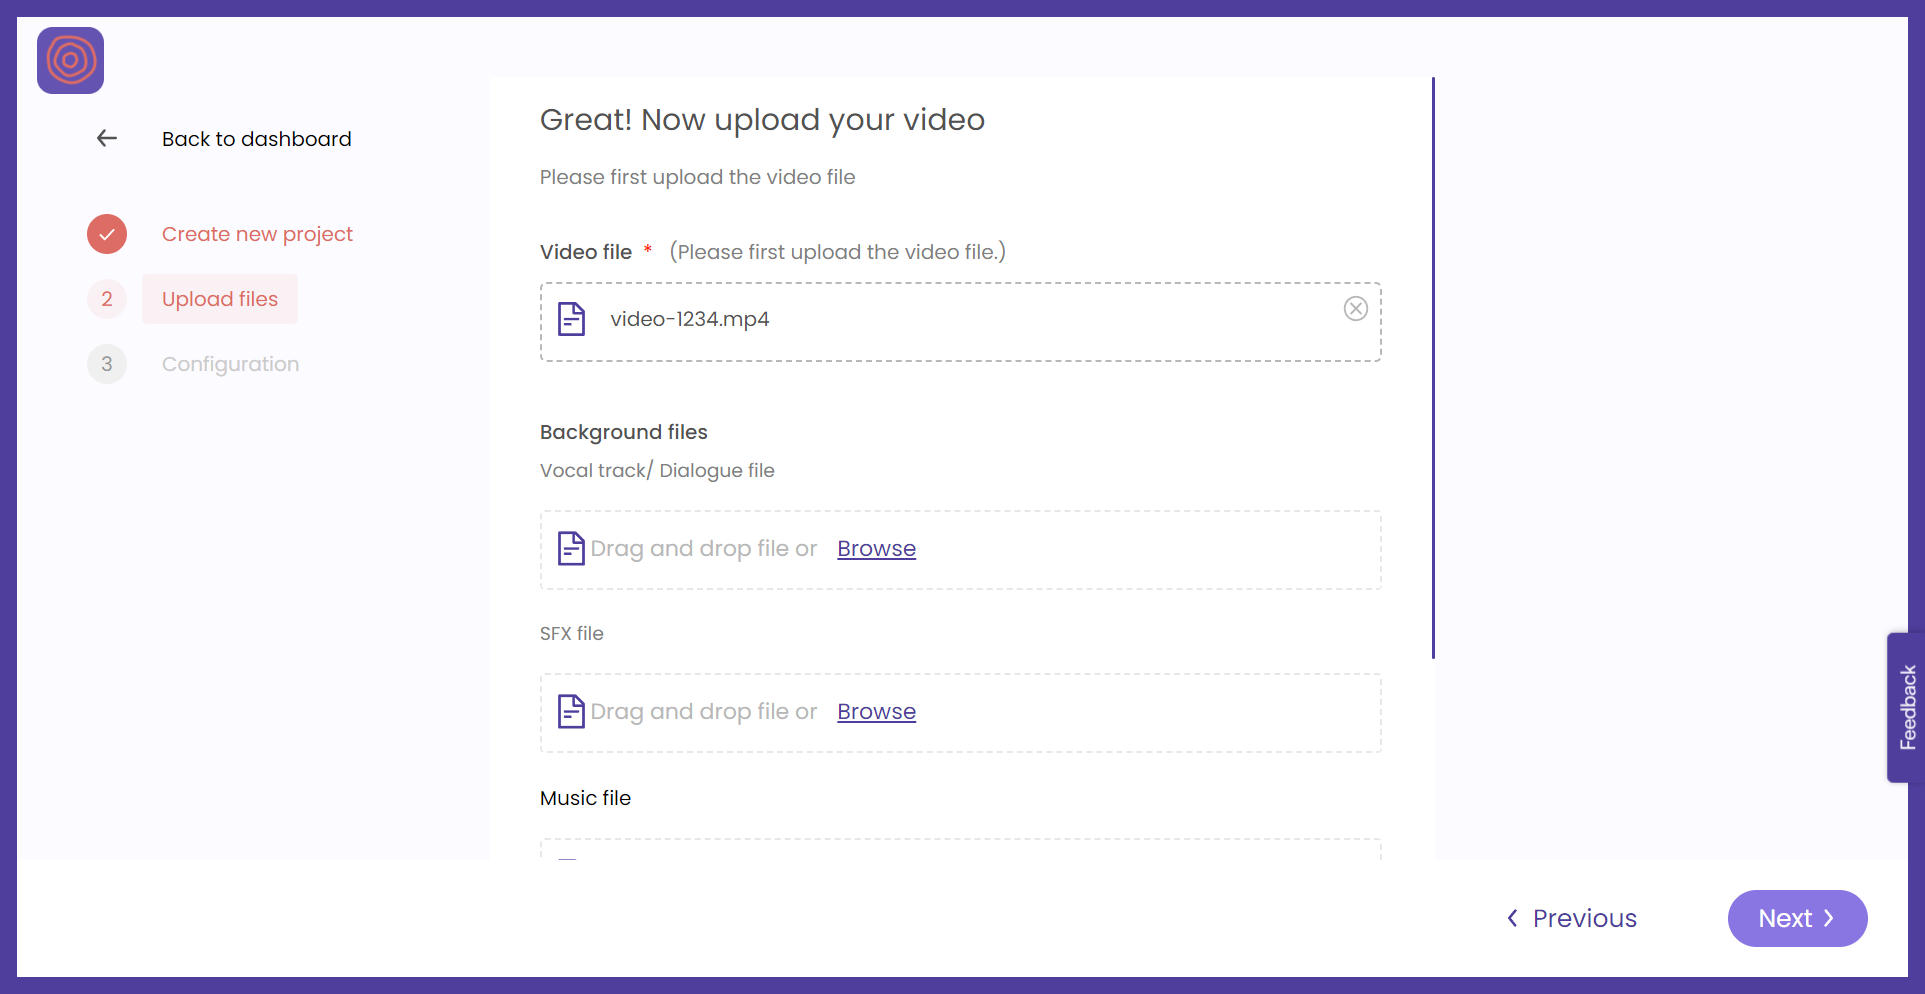 Back to dashboard
Create new project
2 Upload files
3 Configuration
Great! Now upload your video
Please first upload the video file
Video file * (Please first upload the video file.)
video-1234.mp4
Background files
Vocal track/ Dialogue file
Drag and drop file or Browse
SFX file
Drag and drop file or Browse
Music file
Feedback
Previous
Next